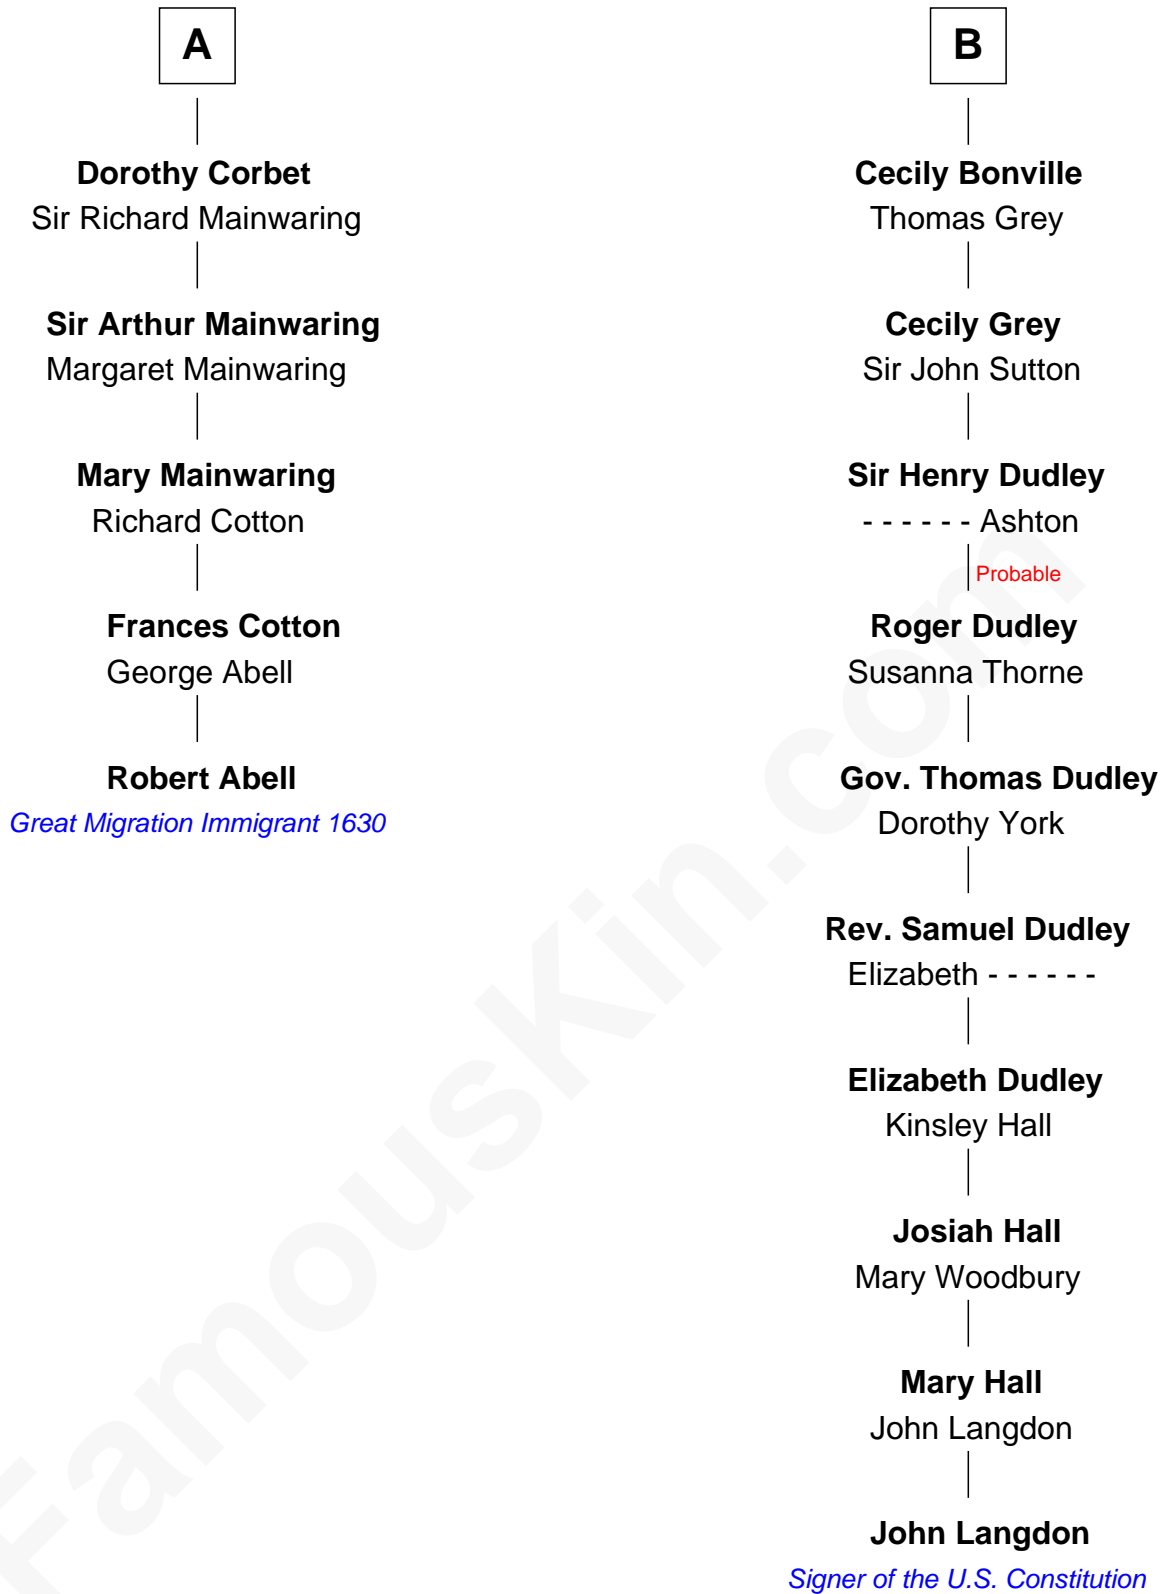 A
Dorothy Corbet
Sir Richard Mainwaring
Sir Arthur Mainwaring
Margaret Mainwaring
Mary Mainwaring
Richard Cotton
Frances Cotton
George Abell
Robert Abell
Great Migration Immigrant 1630
B
Cecily Bonville
Thomas Grey
Cecily Grey
Sir John Sutton
Sir Henry Dudley
- - - - - - Ashton
Probable
Roger Dudley
Susanna Thorne
Gov. Thomas Dudley
Dorothy York
Rev. Samuel Dudley
Elizabeth - - - - - -
Elizabeth Dudley
Kinsley Hall
Josiah Hall
Mary Woodbury
Mary Hall
John Langdon
John Langdon
Signer of the U.S. Constitution
FamousKin.com